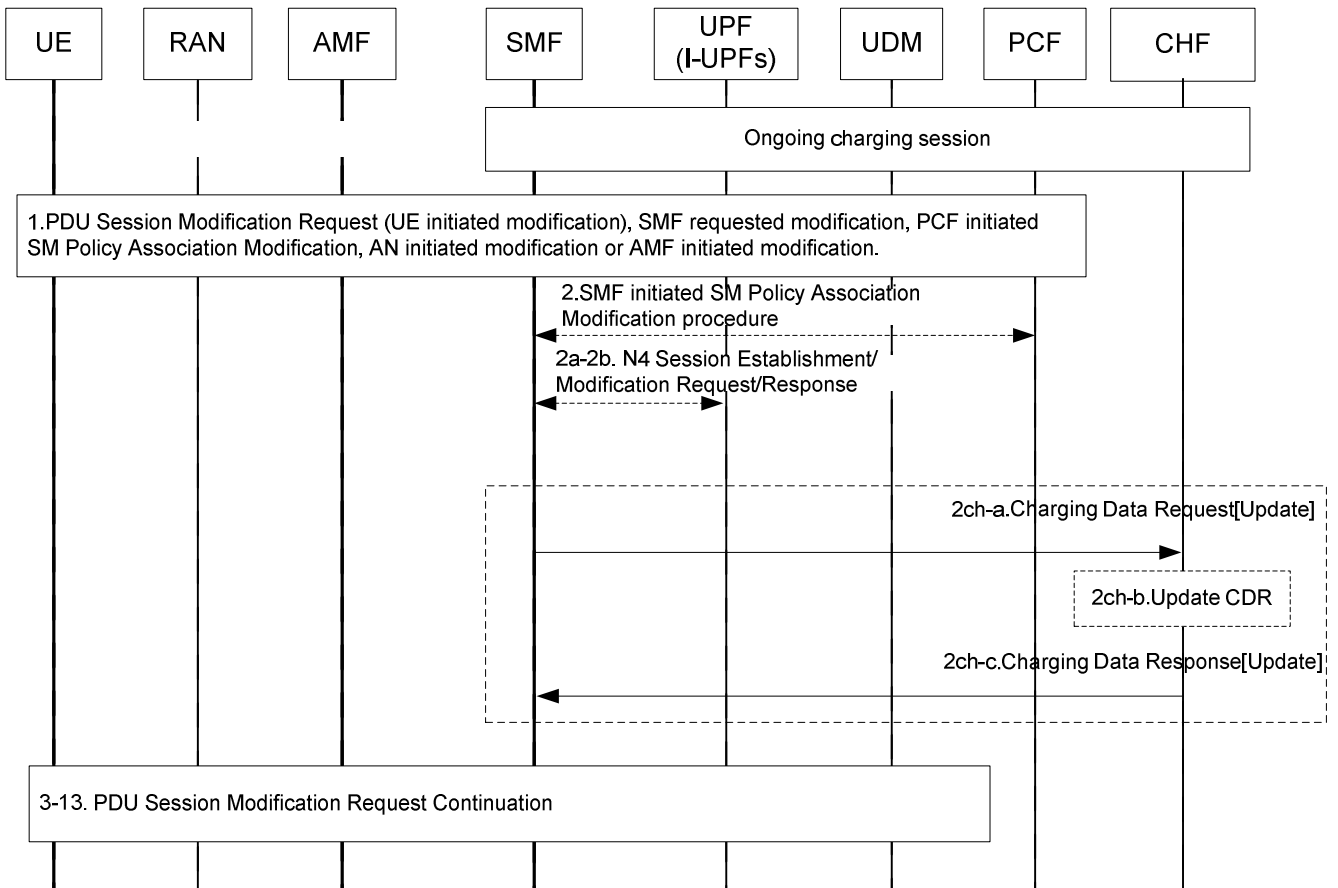 UE
RAN
AMF
SMF
UPF
(I-UPFs)
UDM
PCF
CHF
Ongoing charging session
1.PDU Session Modification Request (UE initiated modification), SMF requested modification, PCF initiated
SM Policy Association Modification, AN initiated modification or AMF initiated modification.
2.SMF initiated SM Policy Association
Modification procedure
2a-2b. N4 Session Establishment/
Modification Request/Response
2ch-a.Charging Data Request[Update]
2ch-b.Update CDR
2ch-c.Charging Data Response[Update]
3-13. PDU Session Modification Request Continuation